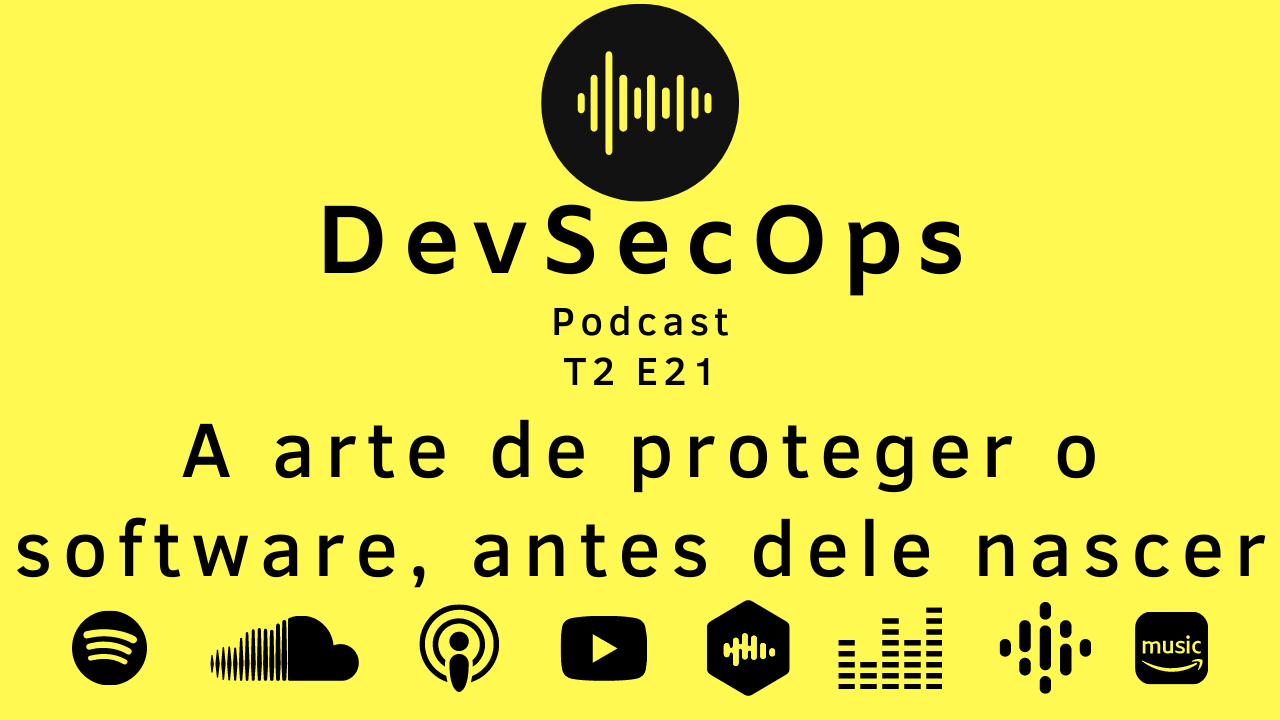 DevSecOps
Podcast
T2 E21
A arte de proteger o
software, antes dele nascer
music